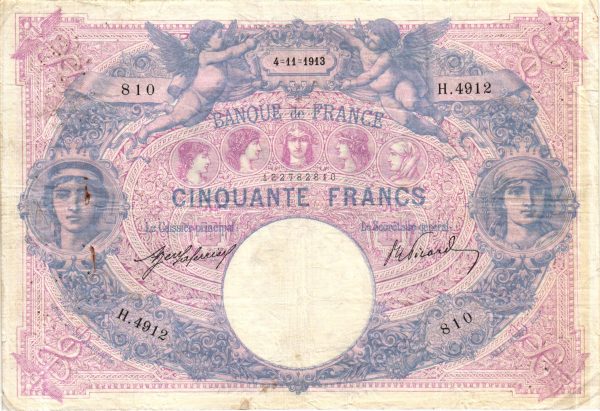 4=11=1913
810
H.4912
BANQUE de FRANCE
122782810
CINQUANTE FRANCS
Le Caissier principal
Le Secrétaire général
H.4912
810